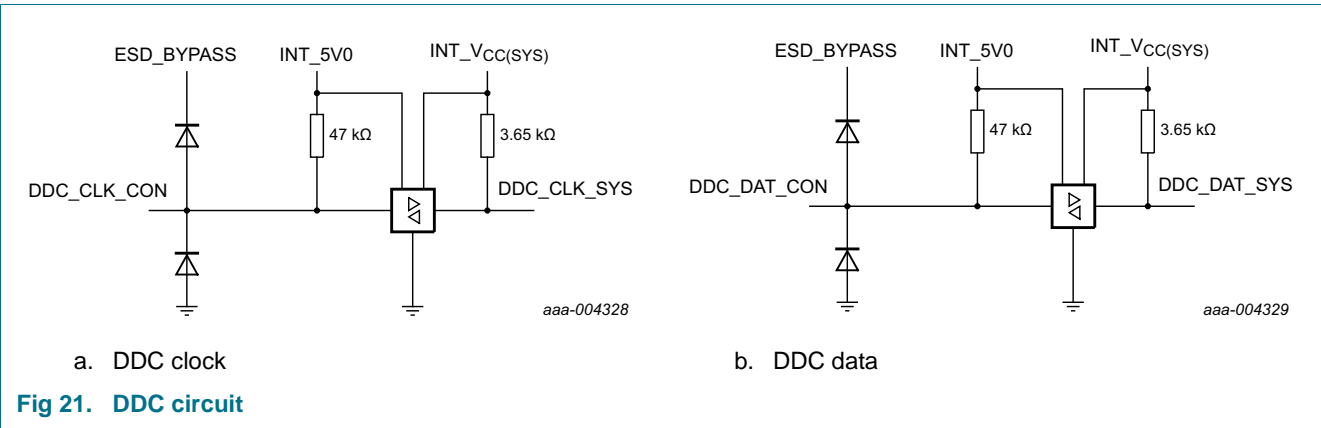 ESD_BYPASS INT_5V0 INT_VCC(SYS)
47 kΩ 3.65 kΩ
DDC_CLK_CON DDC_CLK_SYS
aaa-004328
a. DDC clock
ESD_BYPASS INT_5V0 INT_VCC(SYS)
47 kΩ 3.65 kΩ
DDC_DAT_CON DDC_DAT_SYS
aaa-004329
b. DDC data
Fig 21. DDC circuit